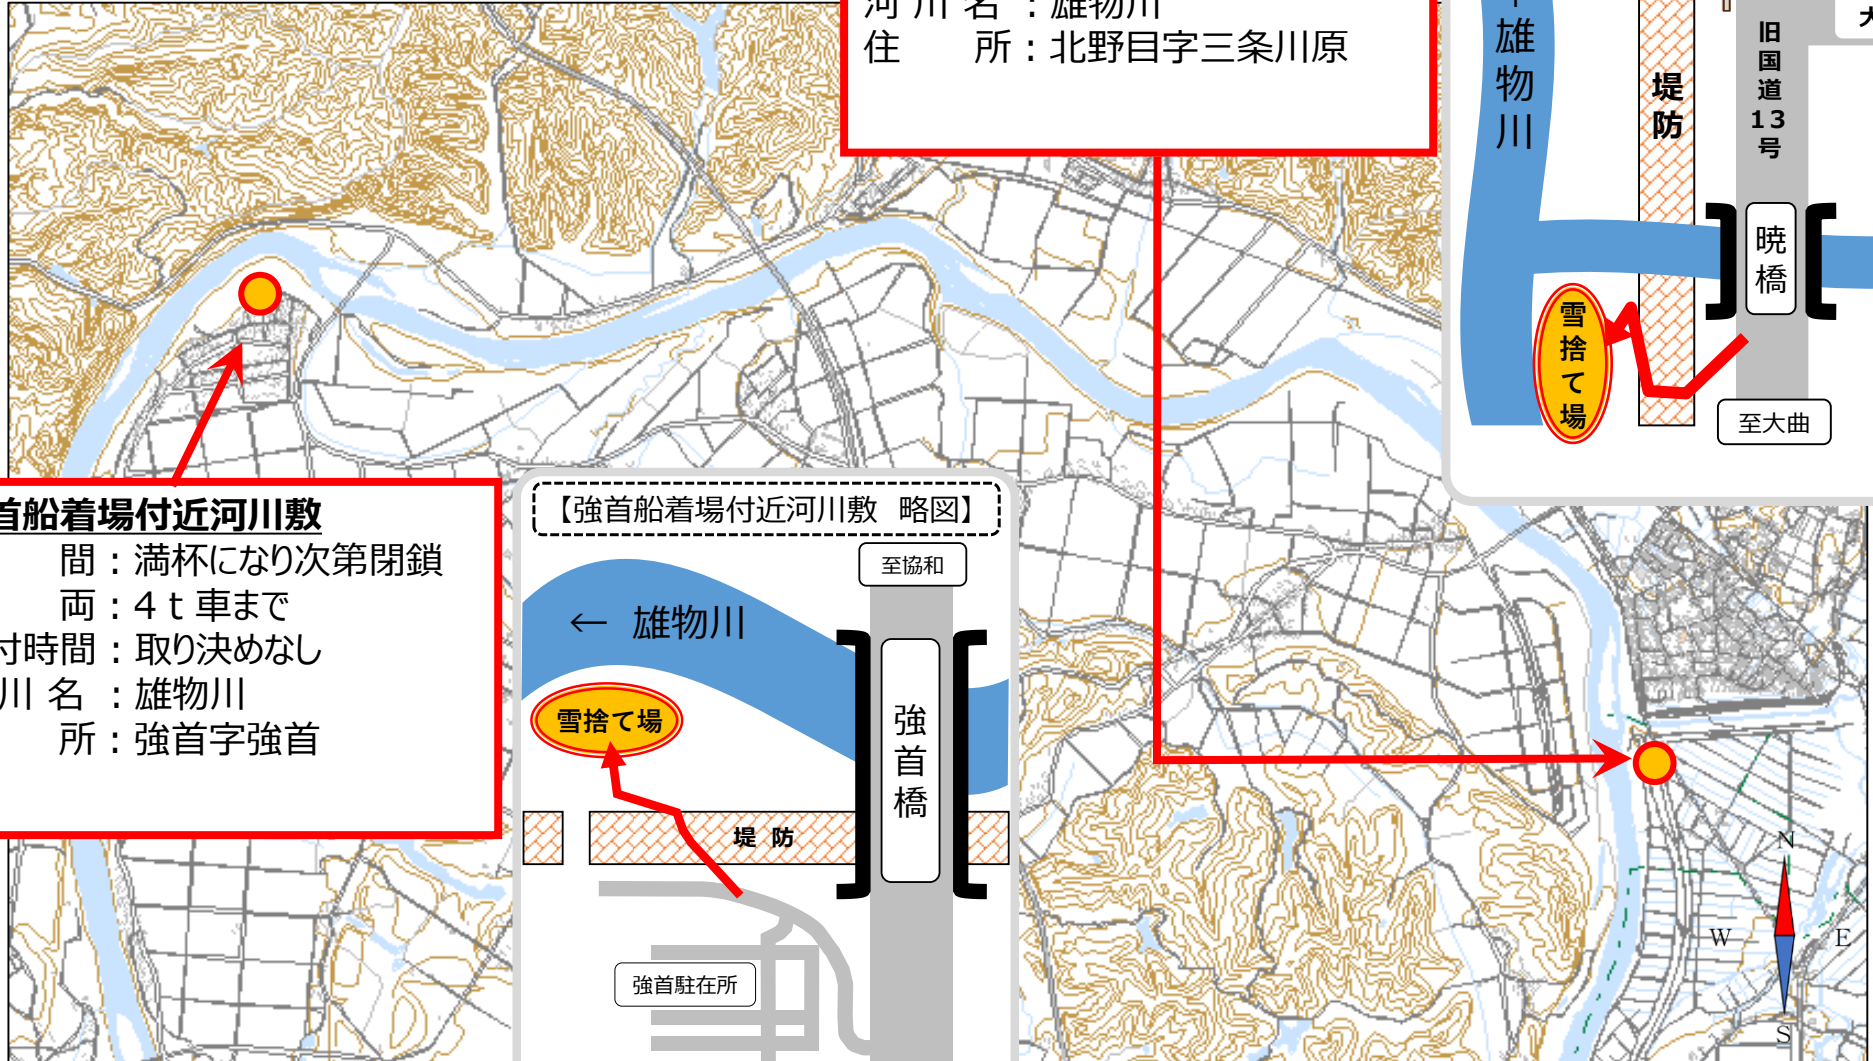 河 川 名 ：雄物川
住　　所：北野目字三条川原
雄物川
堤防
旧国道13号
暁橋
雪捨て場
至大曲
首船着場付近河川敷
間：満杯になり次第閉鎖
両：4ｔ車まで
付時間：取り決めなし
川 名 ：雄物川
所：強首字強首
【強首船着場付近河川敷　略図】
至協和
← 雄物川
強首橋
雪捨て場
堤 防
強首駐在所
N
W
E
S